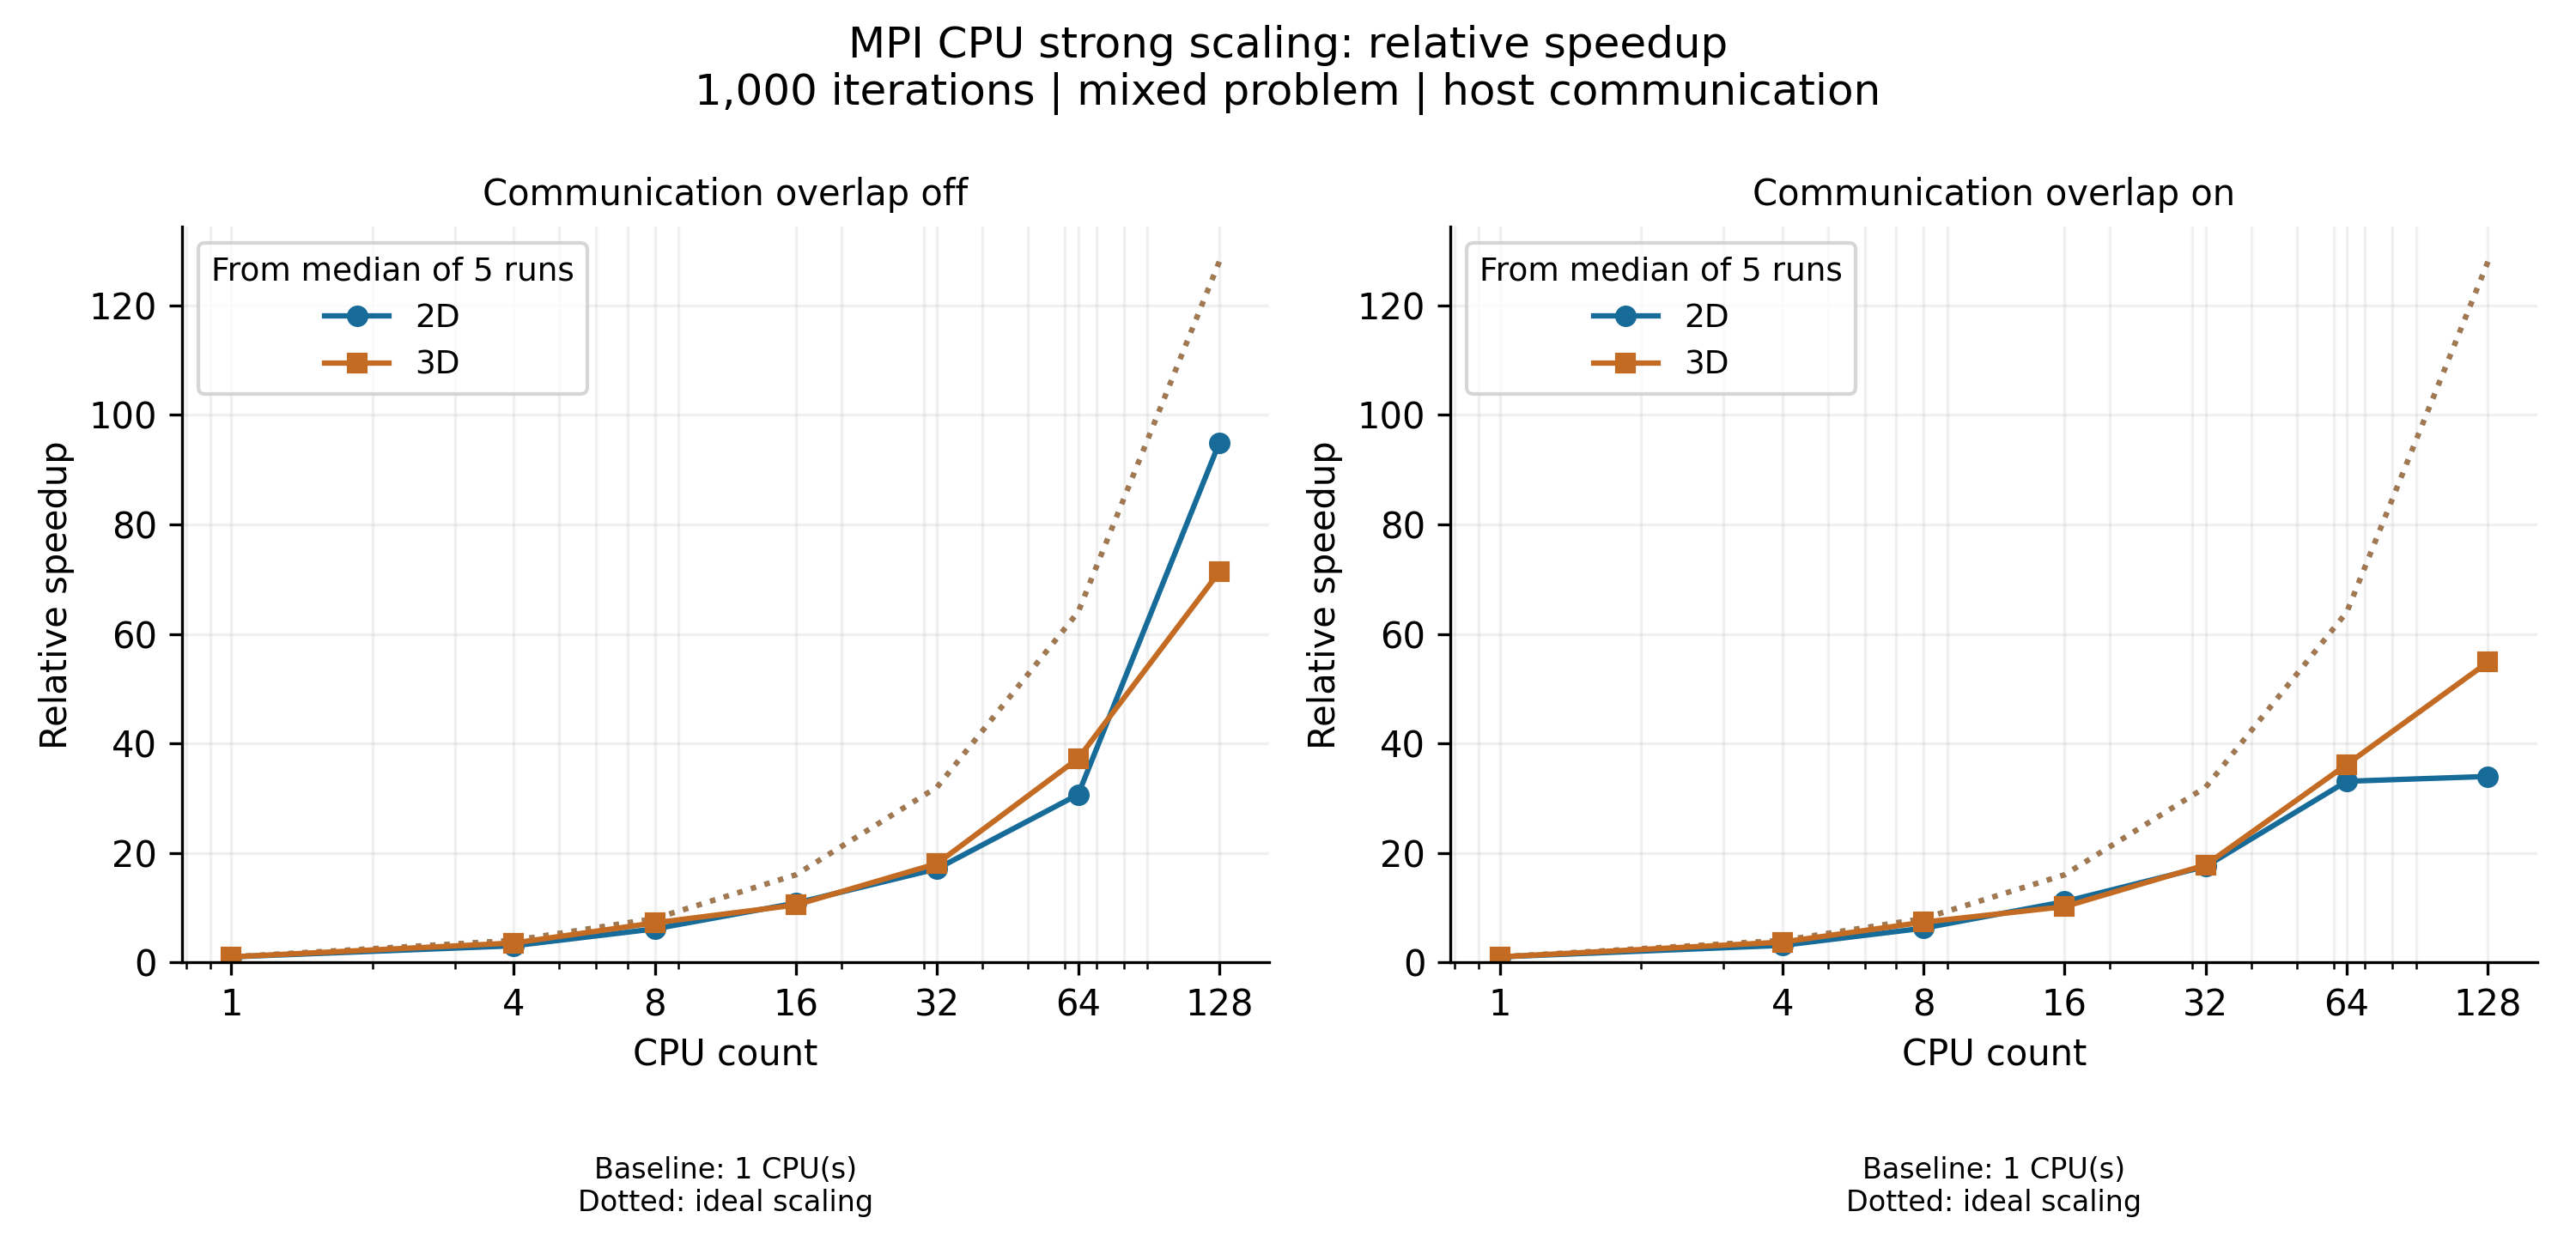 MPI CPU strong scaling: relative speedup
1,000 iterations | mixed problem | host communication
Communication overlap off
From median of 5 runs
2D
3D
Relative speedup
120
100
80
60
40
20
0
1 4 8 16 32 64 128
CPU count
Baseline: 1 CPU(s)
Dotted: ideal scaling
Communication overlap on
From median of 5 runs
2D
3D
Relative speedup
120
100
80
60
40
20
0
1 4 8 16 32 64 128
CPU count
Baseline: 1 CPU(s)
Dotted: ideal scaling